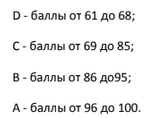 D - баллы от 61 до 68;
C - баллы от 69 до 85;
B - баллы от 86 до95;
A - баллы от 96 до 100.